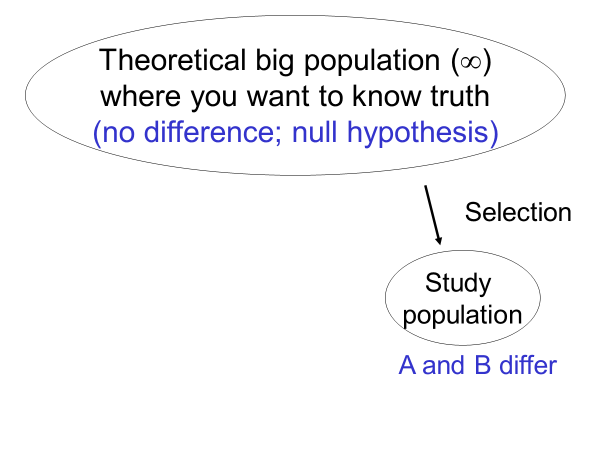 Theoretical big population (∞)
where you want to know truth
(no difference; null hypothesis)
Selection
Study
population
A and B differ